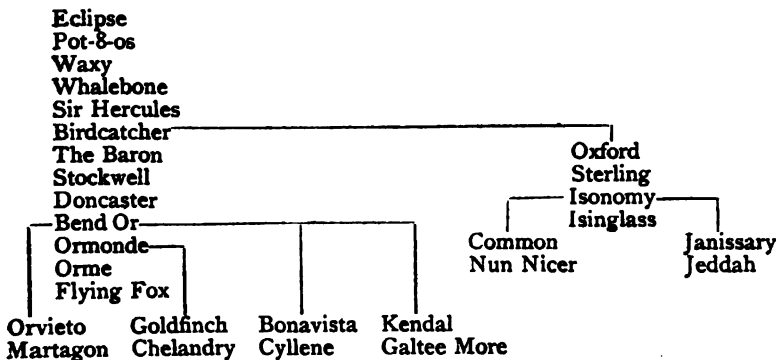 Eclipse
Pot-8-os
Waxy
Whalebone
Sir Hercules
Birdcatcher
The Baron
Stockwell
Doncaster
Bend Or
Ormonde
Orme
Flying Fox
Oxford
Sterling
Isonomy
Isinglass
Common
Nun Nicer
Janissary
Jeddah
Orvieto
Martagon
Goldfinch
Chelandry
Bonavista
Cyllene
Kendal
Galtee More